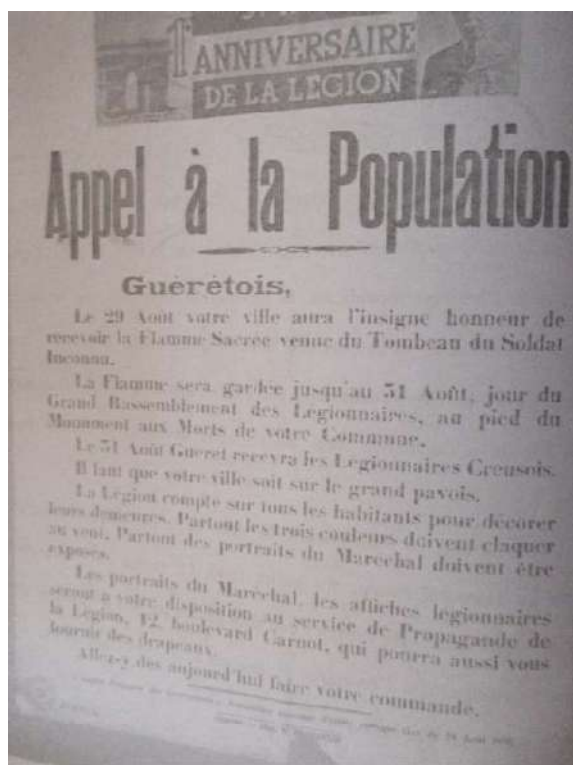 1er ANNIVERSAIRE
DE LA LÉGION
Appel à la Population
Guérétois,
Le 29 Août votre ville aura l'insigne honneur de
recevoir la Flamme Sacrée venue du Tombeau du Soldat
Inconnu.
La Flamme sera gardée jusqu'au 31 Août, jour du
Grand Rassemblement des Légionnaires, au pied du
Monument aux Morts de votre Commune.
Le 31 Août Guéret recevra les Légionnaires Creusois.
Il faut que votre ville soit sur le grand pavois.
La Légion compte sur tous les habitants pour décorer
leurs demeures. Partout les trois couleurs doivent claquer
au vent. Partout des portraits du Maréchal doivent être
exposés.
Les portraits du Maréchal, les affiches légionnaires
seront à votre disposition au service de Propagande de
la Légion, 12, boulevard Carnot, qui pourra aussi vous
fournir des drapeaux.
Allez-y dès aujourd'hui faire votre commande.